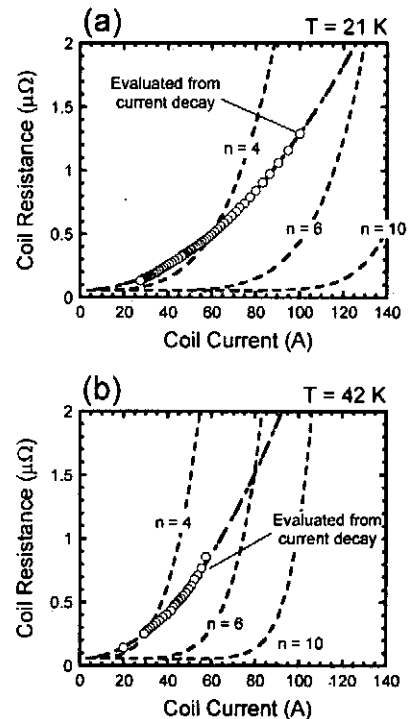 (a) T = 21 K
2
Evaluated from
current decay
1.5
n = 4
1
n = 6
n = 10
0.5
0
0 20 40 60 80 100 120 140
Coil Resistance (μΩ)
Coil Current (A)
(b) T = 42 K
2
1.5
n = 4
Evaluated from
current decay
1
n = 6
n = 10
0.5
0
0 20 40 60 80 100 120 140
Coil Resistance (μΩ)
Coil Current (A)